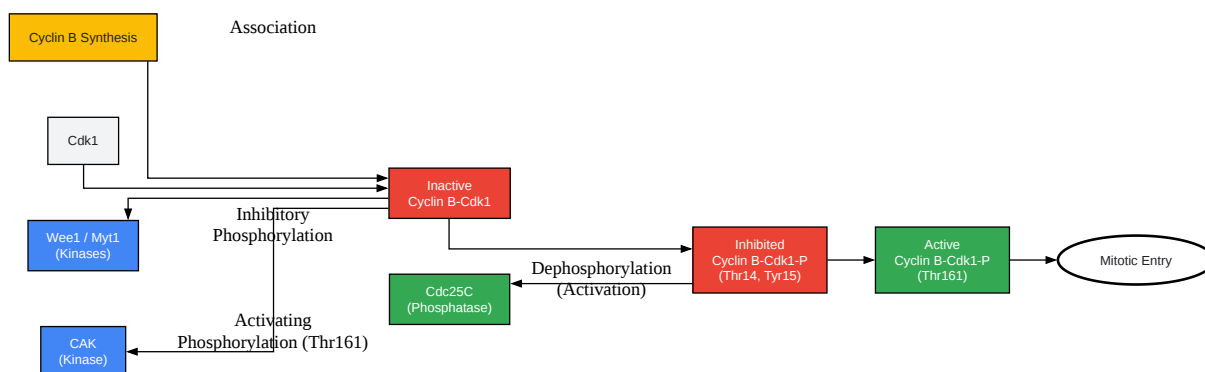 Cyclin B Synthesis
Association
Cdk1
Inactive
Cyclin B-Cdk1
Inhibitory
Phosphorylation
Wee1 / Myt1
(Kinases)
Inhibited
Cyclin B-Cdk1-P
(Thr14, Tyr15)
Active
Cyclin B-Cdk1-P
(Thr161)
Mitotic Entry
Dephosphorylation
(Activation)
Cdc25C
(Phosphatase)
Activating
Phosphorylation (Thr161)
CAK
(Kinase)